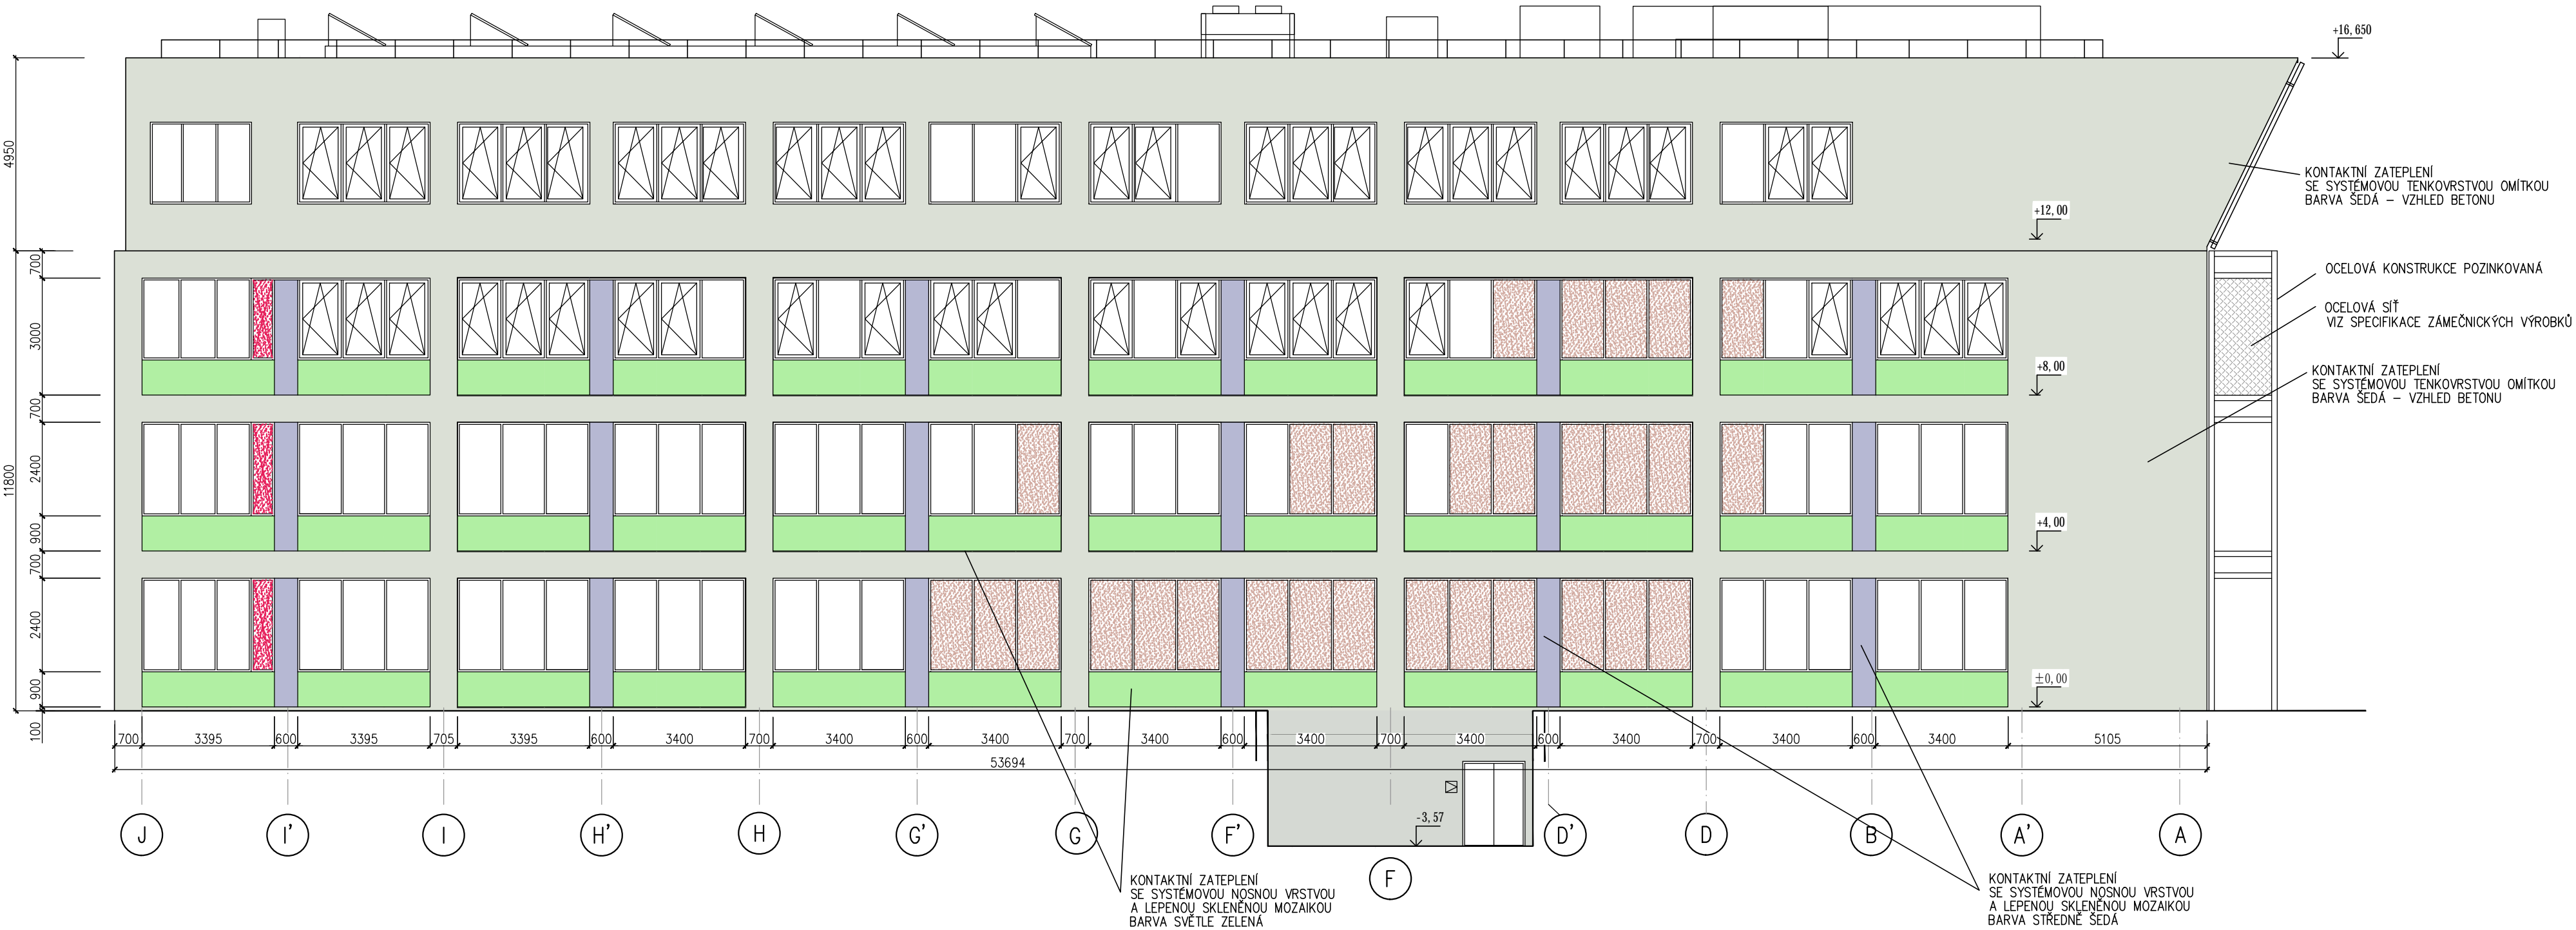 +16,650
KONTAKTNÍ ZATEPLENÍ
SE SYSTÉMOVOU TENKOVRSTVOU OMÍTKOU
BARVA ŠEDÁ – VZHLED BETONU
+12,00
OCELOVÁ KONSTRUKCE POZINKOVANÁ
OCELOVÁ SÍŤ
VIZ SPECIFIKACE ZÁMEČNICKÝCH VÝROBKŮ
+8,00
KONTAKTNÍ ZATEPLENÍ
SE SYSTÉMOVOU TENKOVRSTVOU OMÍTKOU
BARVA ŠEDÁ – VZHLED BETONU
+4,00
±0,00
4950
11800
700
3000
700
2400
900
700
2400
900
100
700 3395 600 3395 705 3395 600 3400 700 3400 600 3400 700 3400 600 3400 700 3400 600 3400 700 3400 600 3400 5105
53694
-3,57
J I' I H' H G' G F' F D' D B A' A
KONTAKTNÍ ZATEPLENÍ
SE SYSTÉMOVOU NOSNOU VRSTVOU
A LEPENOU SKLENĚNOU MOZAIKOU
BARVA SVĚTLE ZELENÁ
KONTAKTNÍ ZATEPLENÍ
SE SYSTÉMOVOU NOSNOU VRSTVOU
A LEPENOU SKLENĚNOU MOZAIKOU
BARVA STŘEDNĚ ŠEDÁ